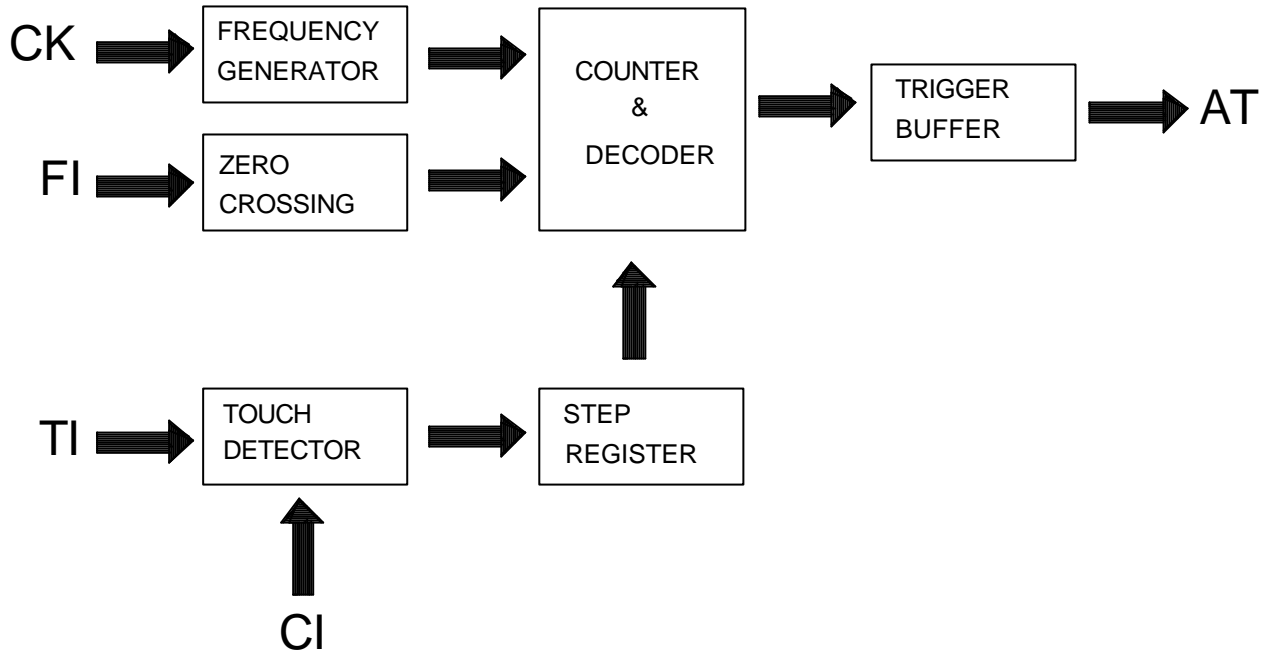 CK
FREQUENCY
GENERATOR
COUNTER
&
DECODER
TRIGGER
BUFFER
AT
FI
ZERO
CROSSING
TI
TOUCH
DETECTOR
STEP
REGISTER
CI